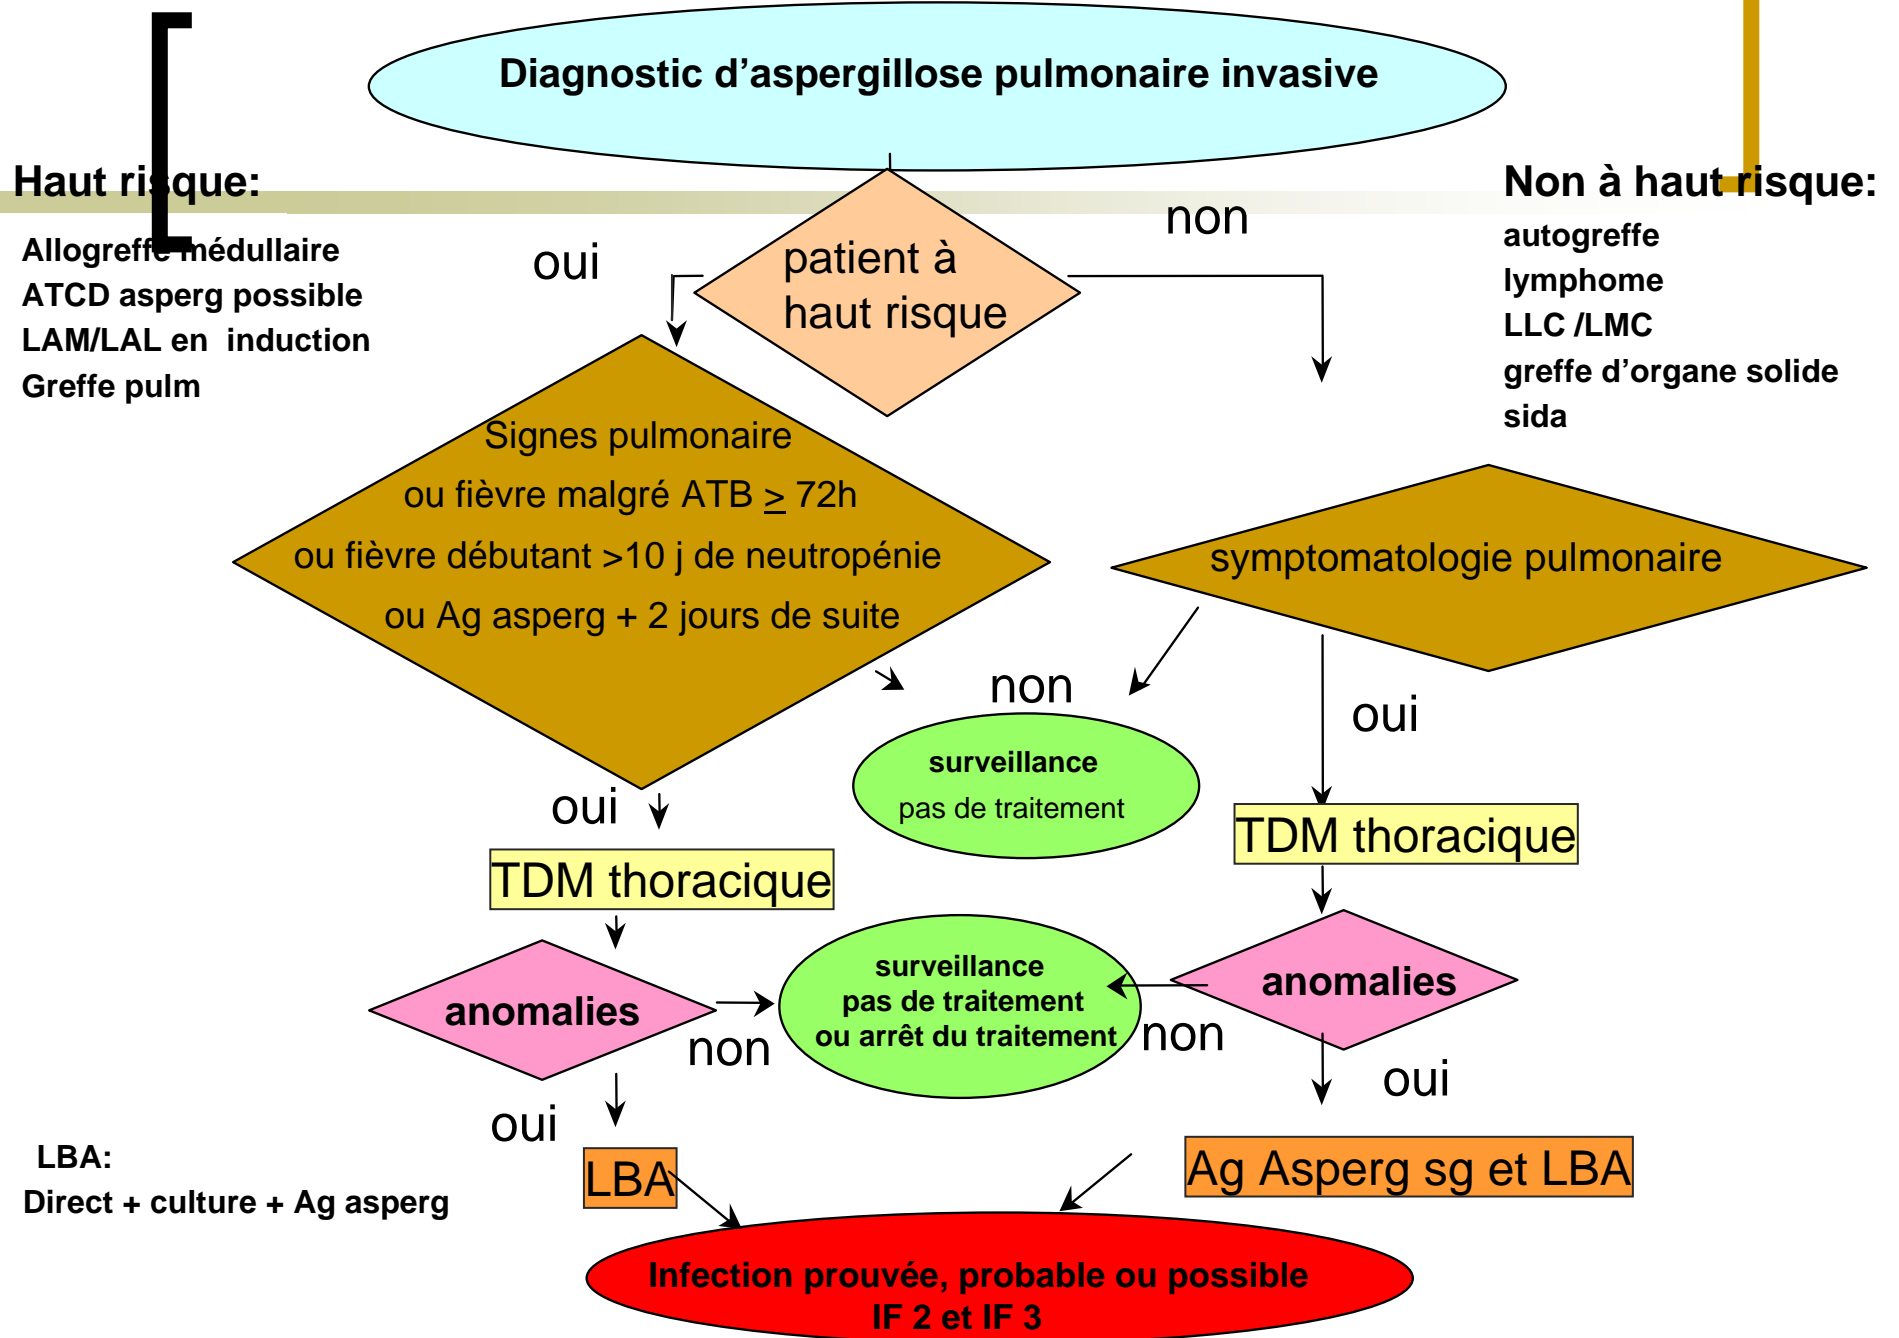 Diagnostic d'aspergillose pulmonaire invasive
Haut risque:
Allogreffe médullaire
ATCD asperg possible
LAM/LAL en induction
Greffe pulm
Non à haut risque:
autogreffe
lymphome
LLC /LMC
greffe d'organe solide
sida
oui
patient à
haut risque
non
Signes pulmonaire
ou fièvre malgré ATB ≥ 72h
ou fièvre débutant >10 j de neutropénie
ou Ag asperg + 2 jours de suite
symptomatologie pulmonaire
non
oui
surveillance
pas de traitement
oui
TDM thoracique
TDM thoracique
anomalies
non
surveillance
pas de traitement
ou arrêt du traitement
non
anomalies
oui
oui
LBA:
Direct + culture + Ag asperg
LBA
Ag Asperg sg et LBA
Infection prouvée, probable ou possible
IF 2 et IF 3